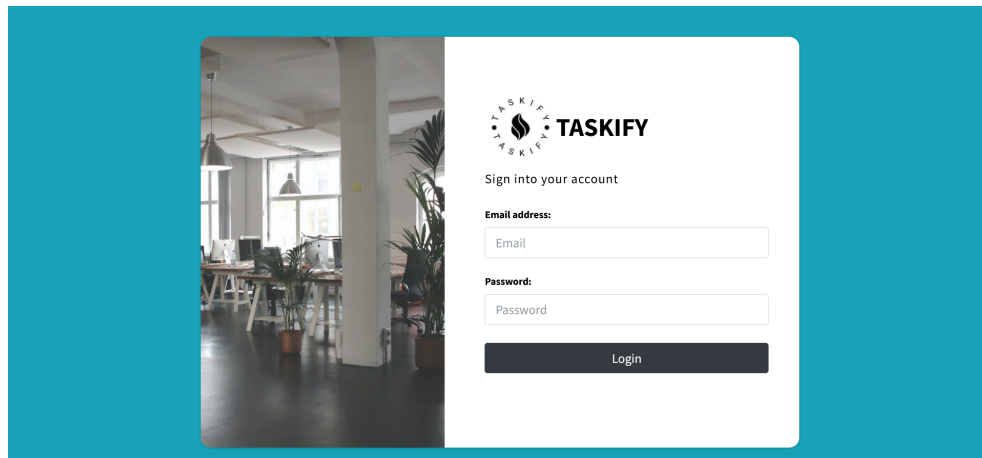 TASKIFY TASKIFY
TASKIFY
Sign into your account
Email address:
Email
Password:
Password
Login